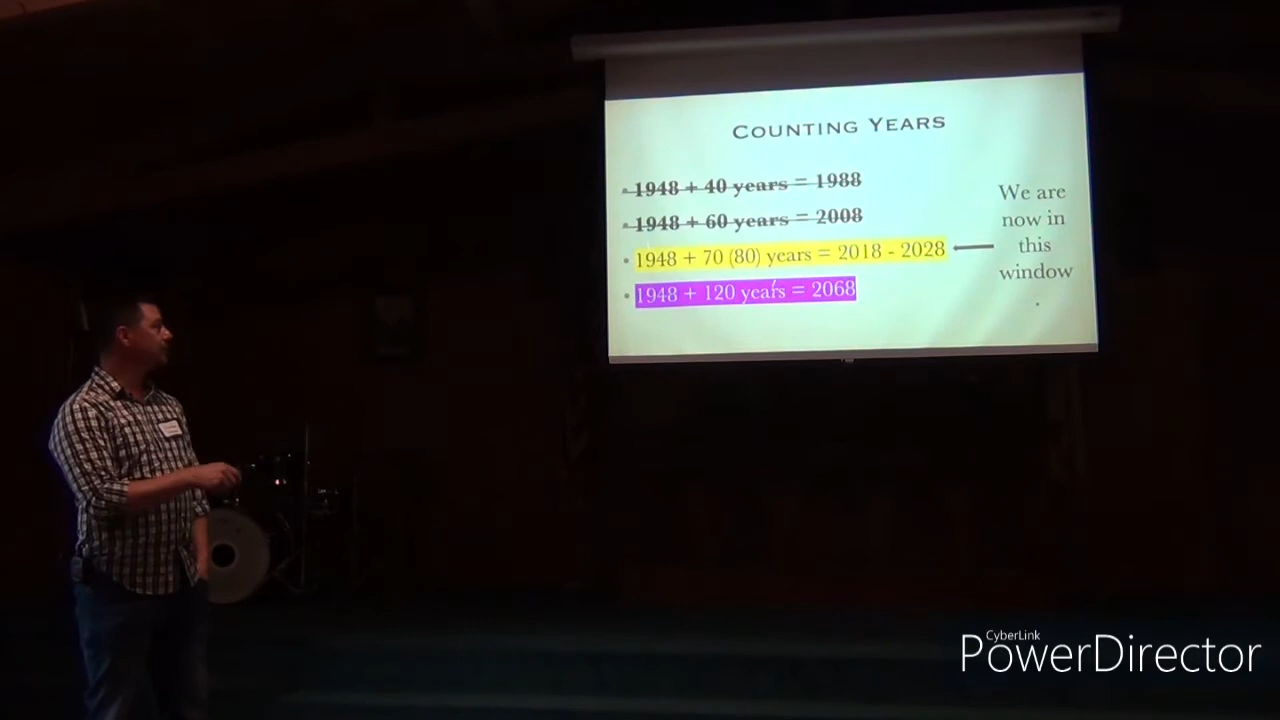 COUNTING YEARS
• 1948 + 40 years = 1988
• 1948 + 60 years = 2008
• 1948 + 70 (80) years = 2018 - 2028
• 1948 + 120 years = 2068
We are
now in
this
window
.
CyberLink
PowerDirector